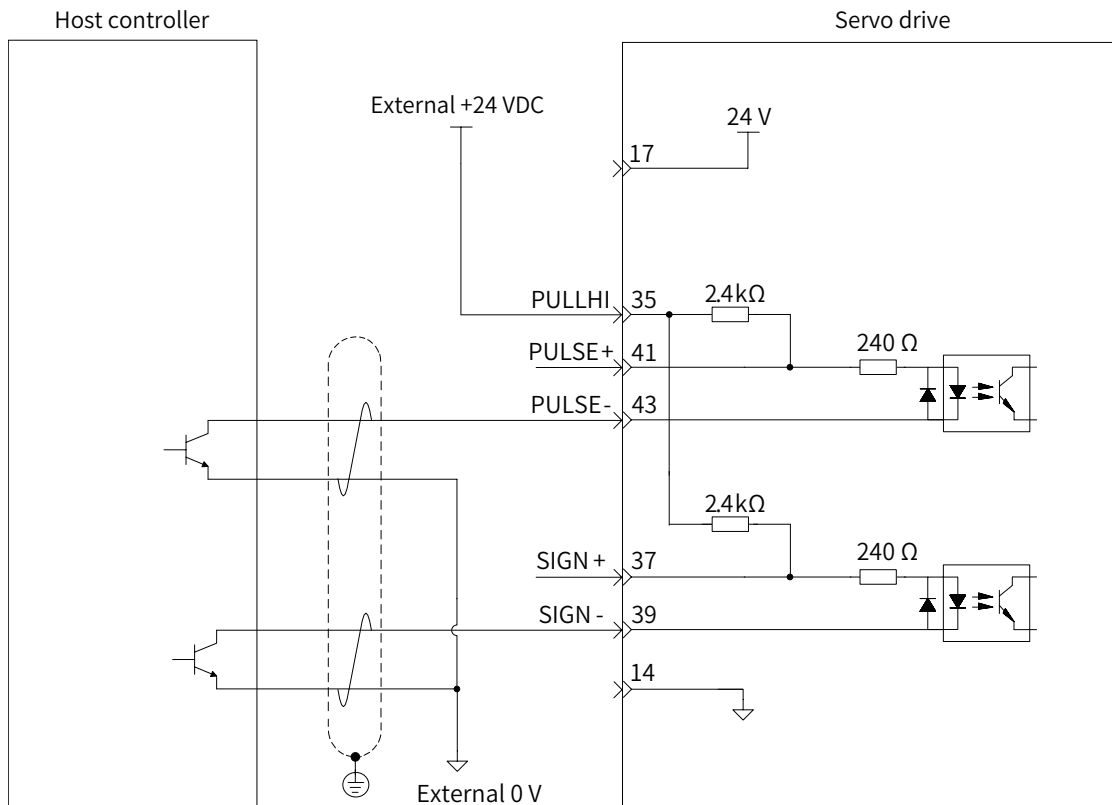 Host controller
Servo drive
External +24 VDC
24 V
17
PULLHI
35
2.4kΩ
PULSE+
41
240 Ω
PULSE-
43
2.4kΩ
SIGN +
37
240 Ω
SIGN -
39
14
External 0 V